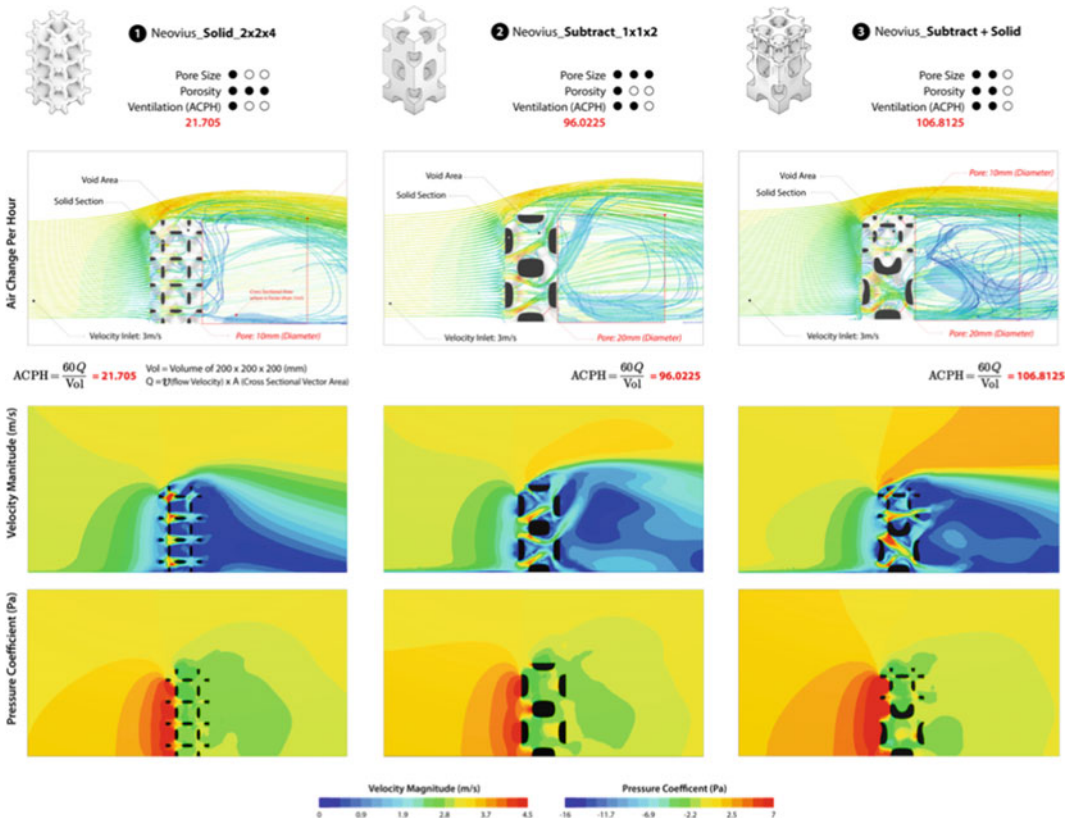 1 Neovius_Solid_2x2x4
Pore Size
Porosity
Ventilation (ACPH)
21.705
2 Neovius_Subtract_1x1x2
Pore Size
Porosity
Ventilation (ACPH)
96.0225
3 Neovius_Subtract + Solid
Pore Size
Porosity
Ventilation (ACPH)
106.8125
Air Change Per Hour
Void Area
Solid Section
Velocity Inlet: 3m/s
Pore: 10mm (Diameter)
Void Area
Solid Section
Velocity Inlet: 3m/s
Pore: 20mm (Diameter)
Pore: 10mm (Diameter)
Void Area
Solid Section
Velocity Inlet: 3m/s
Pore: 20mm (Diameter)
ACPH = 60Q/Vol = 21.705
Vol = Volume of 200 x 200 x 200 (mm)
Q = v(flow Velocity) x A (Cross Sectional Vector Area)
ACPH = 60Q/Vol = 96.0225
ACPH = 60Q/Vol = 106.8125
Velocity Manitude (m/s)
Pressure Coefficient (Pa)
Velocity Magnitude (m/s)
0 0.9 1.9 2.8 3.7 4.5
Pressure Coefficent (Pa)
-16 -11.7 -6.9 -2.2 2.5 7